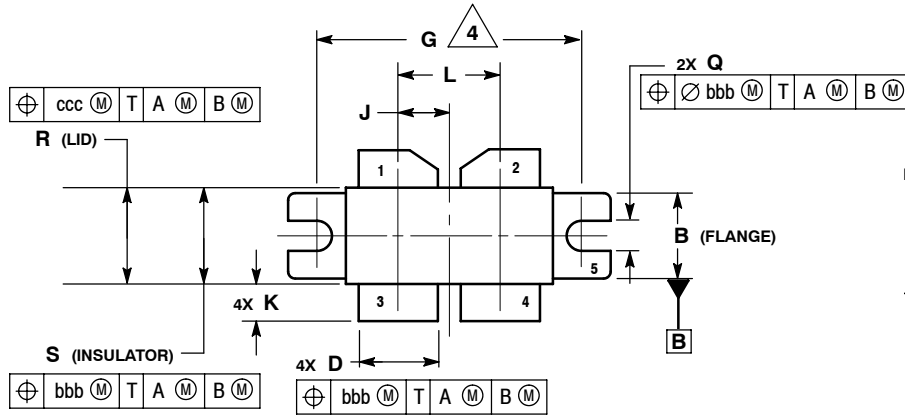 G 4
L
2X Q
⌖ ccc Ⓜ T A Ⓜ B Ⓜ
⌖ ∅ bbb Ⓜ T A Ⓜ B Ⓜ
J
R (LID)
1 2
B (FLANGE)
5
4X K
3 4
B
S (INSULATOR)
4X D
⌖ bbb Ⓜ T A Ⓜ B Ⓜ
⌖ bbb Ⓜ T A Ⓜ B Ⓜ